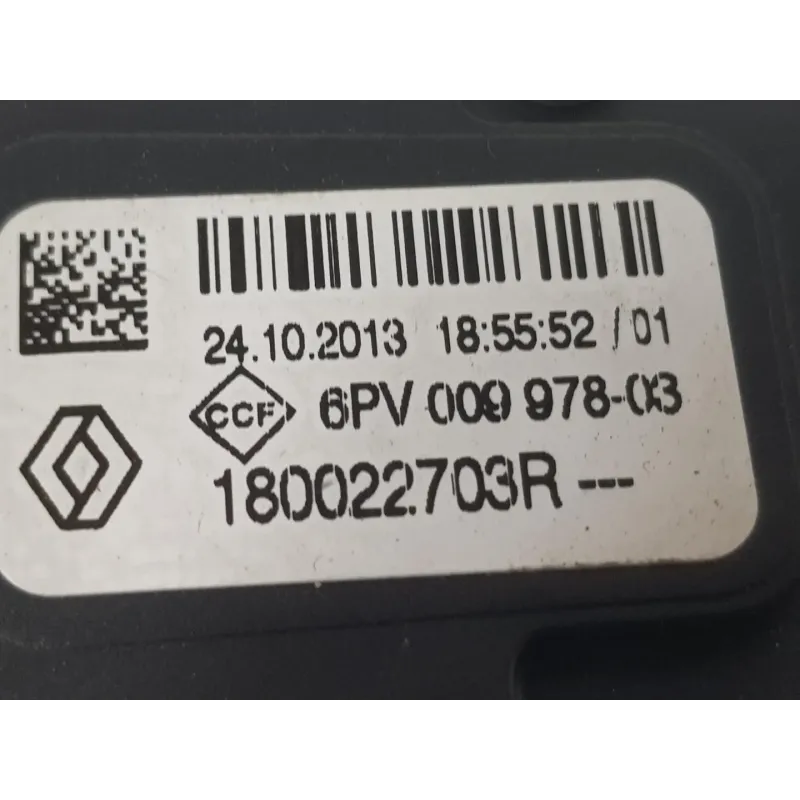 24.10.2013 18:55:52 / 01
CCF 6PV 009 978-03
180022703R ---